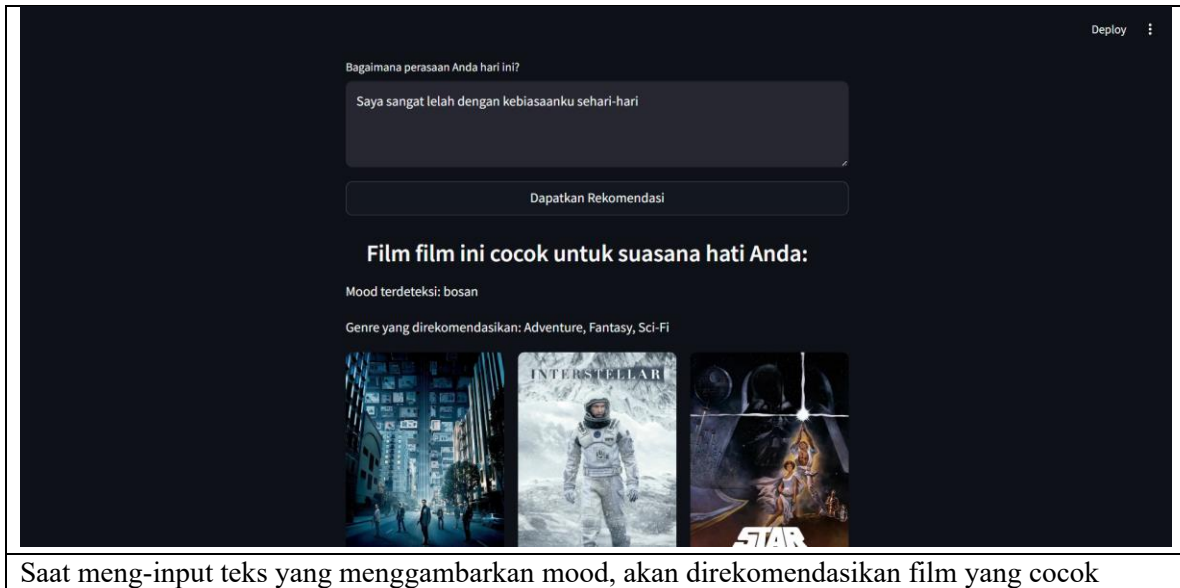 Deploy
Bagaimana perasaan Anda hari ini?
Saya sangat lelah dengan kebiasaanku sehari-hari
Dapatkan Rekomendasi
Film film ini cocok untuk suasana hati Anda:
Mood terdeteksi: bosan
Genre yang direkomendasikan: Adventure, Fantasy, Sci-Fi
INTERSTELLAR
STAR
Saat meng-input teks yang menggambarkan mood, akan direkomendasikan film yang cocok